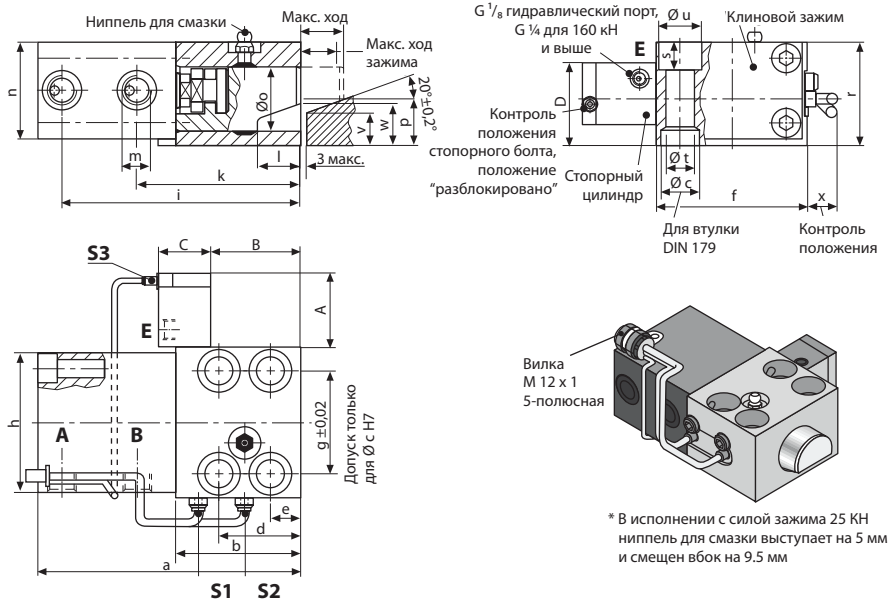 Ниппель для смазки
Макс. ход
Макс. ход
зажима
20°±0,2°
n
Øo
v
w
p
m
l
3 макс.
k
i
G 1/8 гидравлический порт,
G ¼ для 160 кН
и выше
E
Ø u
Клиновой зажим
s
D
r
Контроль
положения
стопорного болта,
положение
“разблокировано”
Стопорный
цилиндр
Ø t
Ø c
f
x
Для втулки
DIN 179
Контроль
положения
C
B
S3
A
E
h
A
B
g ±0,02
Допуск только
для Ø c H7
e
d
b
a
S1
S2
Вилка
M 12 x 1
5-полюсная
* В исполнении с силой зажима 25 КН
ниппель для смазки выступает на 5 мм
и смещен вбок на 9.5 мм